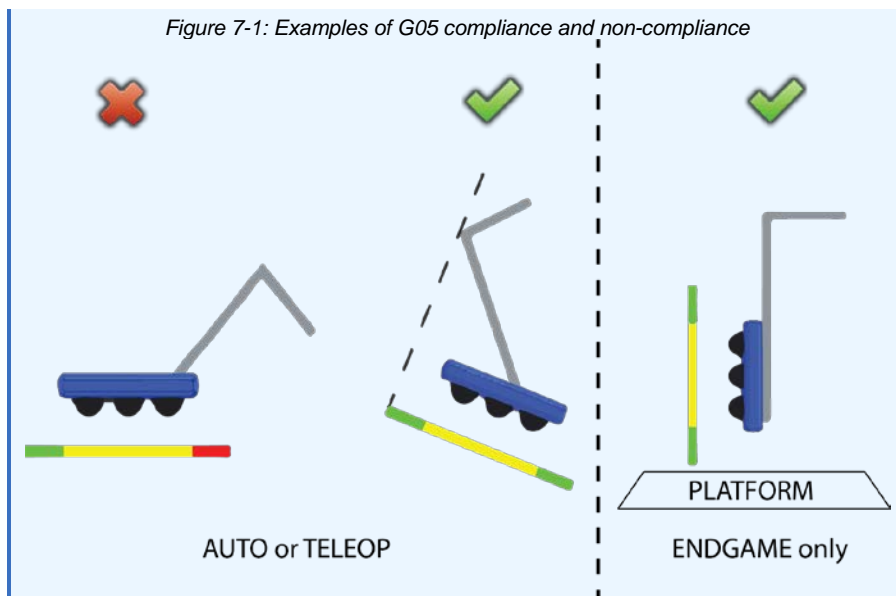 Figure 7-1: Examples of G05 compliance and non-compliance
PLATFORM
AUTO or TELEOP
ENDGAME only